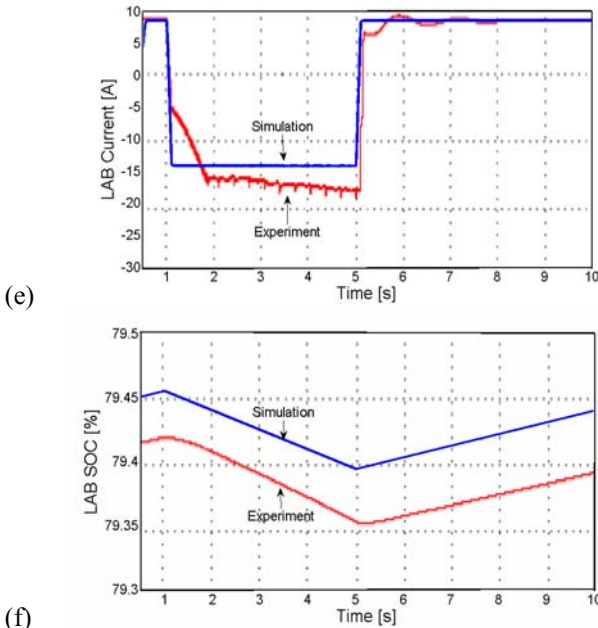 (e)
LAB Current [A]
10
5
0
-5
-10
-15
-20
-25
-30
Simulation
Experiment
1 2 3 4 5 6 7 8 9 10
Time [s]
(f)
LAB SOC [%]
79.5
79.45
79.4
79.35
79.3
Simulation
Experiment
1 2 3 4 5 6 7 8 9 10
Time [s]